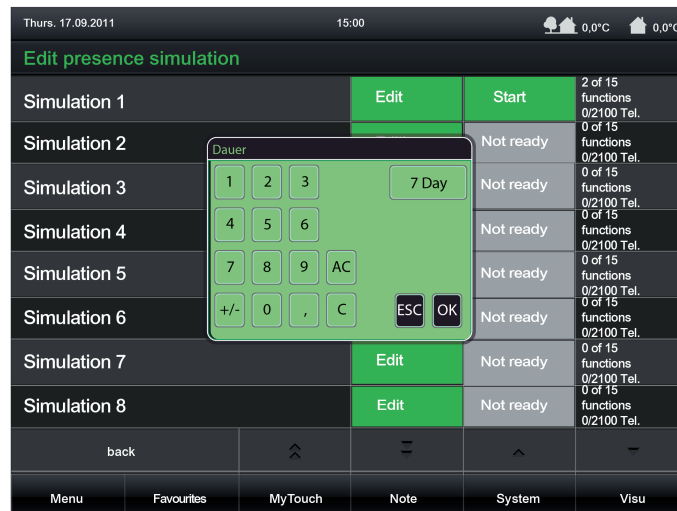 Thurs. 17.09.2011 15:00 0,0°C 0,0°C
Edit presence simulation
Simulation 1 Edit Start 2 of 15 functions 0/2100 Tel.
Simulation 2 Not ready 0 of 15 functions 0/2100 Tel.
Simulation 3 Not ready 0 of 15 functions 0/2100 Tel.
Simulation 4 Not ready 0 of 15 functions 0/2100 Tel.
Simulation 5 Not ready 0 of 15 functions 0/2100 Tel.
Simulation 6 Not ready 0 of 15 functions 0/2100 Tel.
Simulation 7 Edit Not ready 0 of 15 functions 0/2100 Tel.
Simulation 8 Edit Not ready 0 of 15 functions 0/2100 Tel.
Dauer
1 2 3 7 Day
4 5 6
7 8 9 AC
+/- 0 , C ESC OK
back
Menu Favourites MyTouch Note System Visu